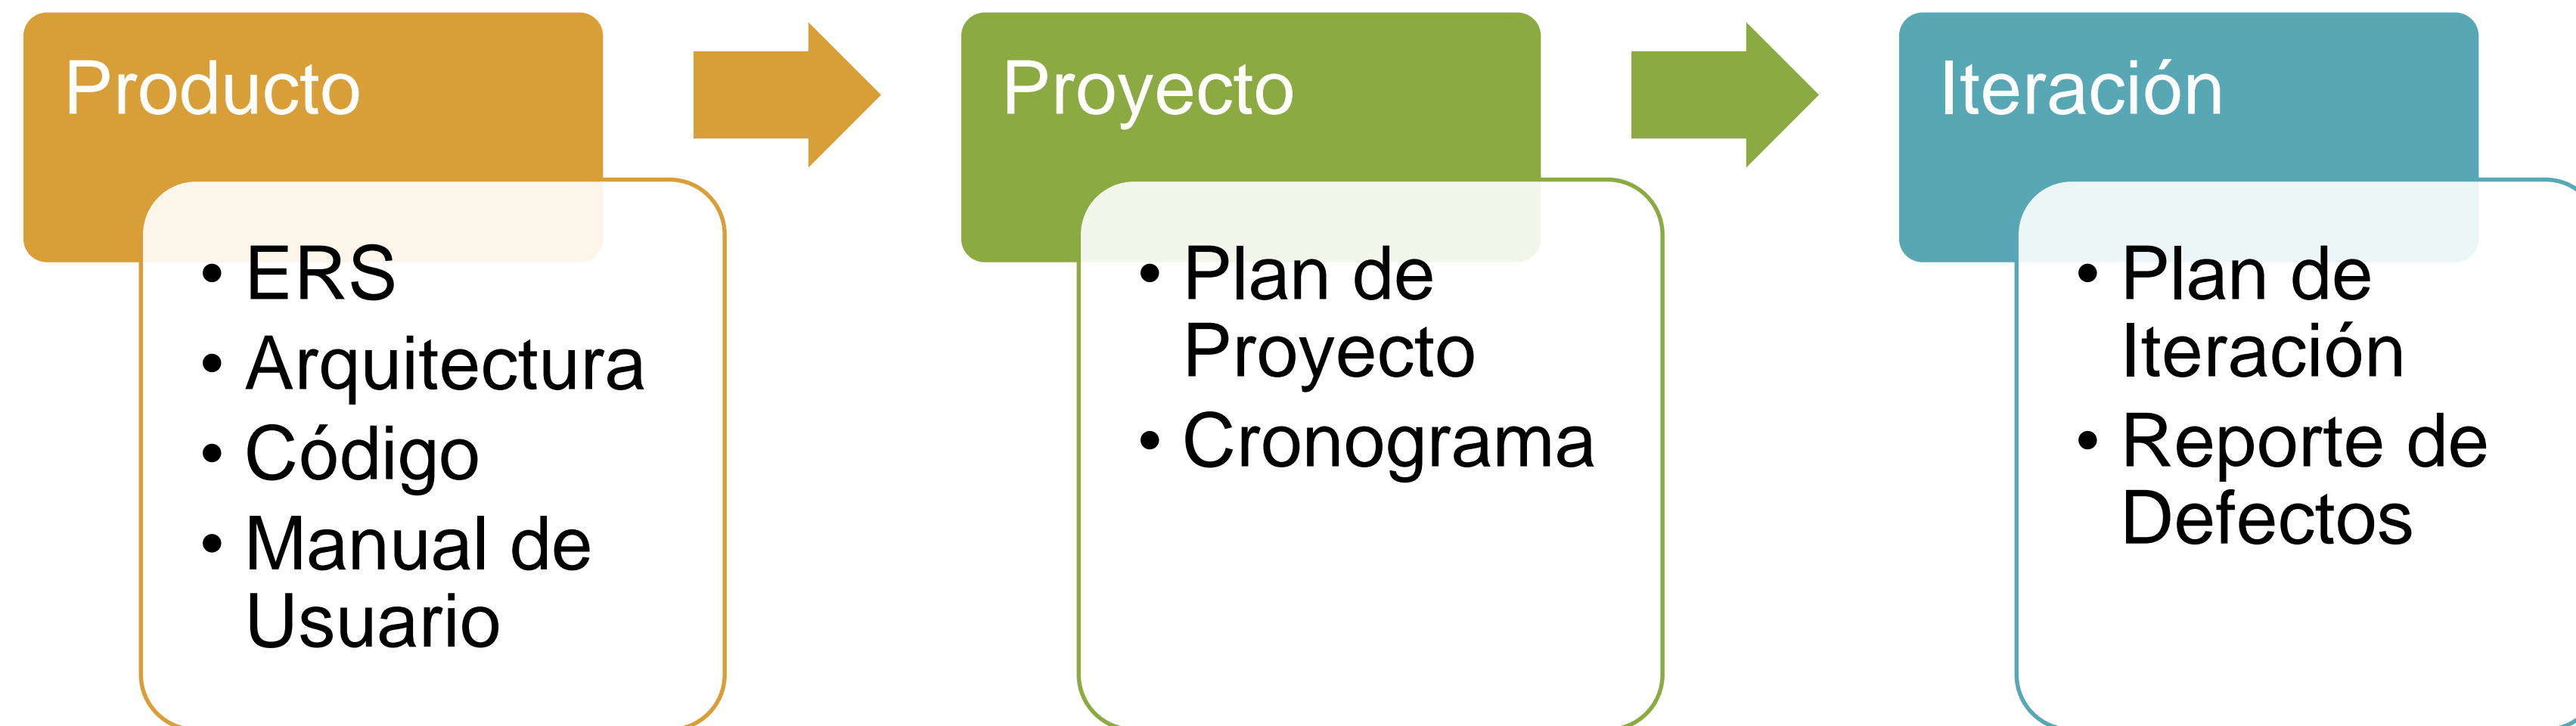 Producto
• ERS
• Arquitectura
• Código
• Manual de
Usuario
Proyecto
• Plan de
Proyecto
• Cronograma
Iteración
• Plan de
Iteración
• Reporte de
Defectos